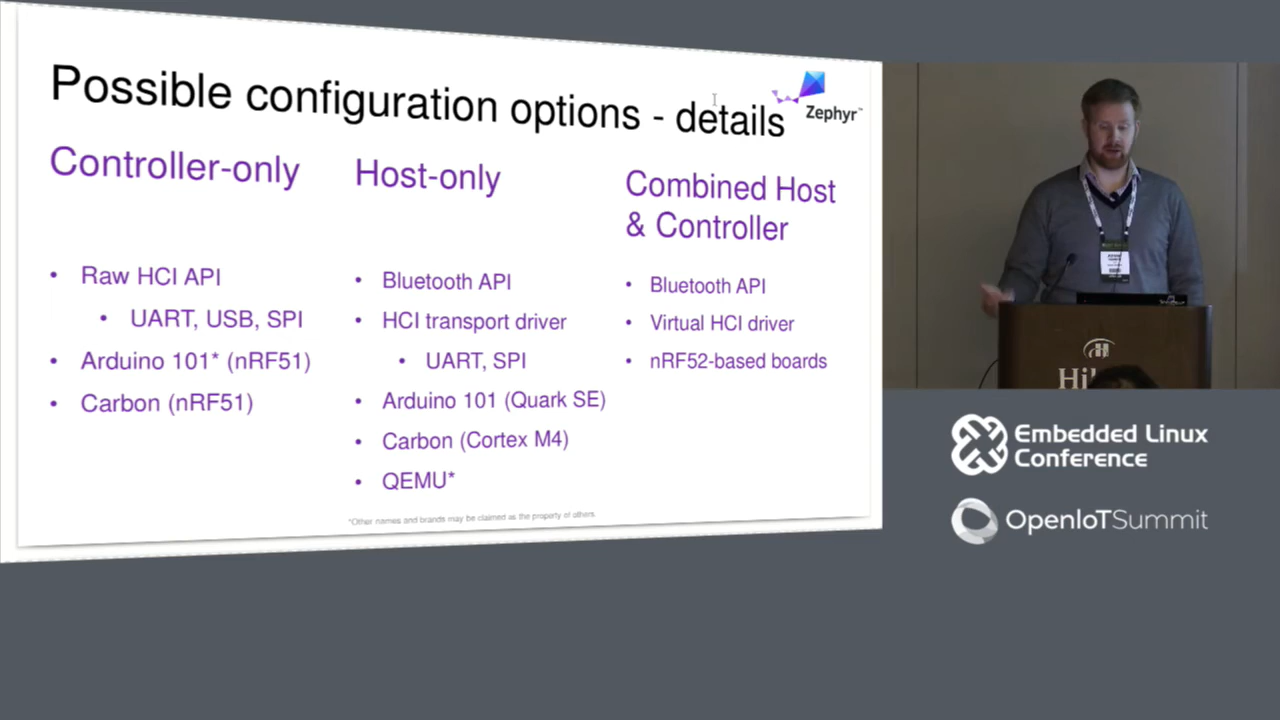 Possible configuration options - details
Zephyr™
Controller-only
• Raw HCI API
• UART, USB, SPI
• Arduino 101* (nRF51)
• Carbon (nRF51)
Host-only
• Bluetooth API
• HCI transport driver
• UART, SPI
• Arduino 101 (Quark SE)
• Carbon (Cortex M4)
• QEMU*
Combined Host
& Controller
• Bluetooth API
• Virtual HCI driver
• nRF52-based boards
*Other names and brands may be claimed as the property of others.
Embedded Linux
Conference
OpenIoTSummit